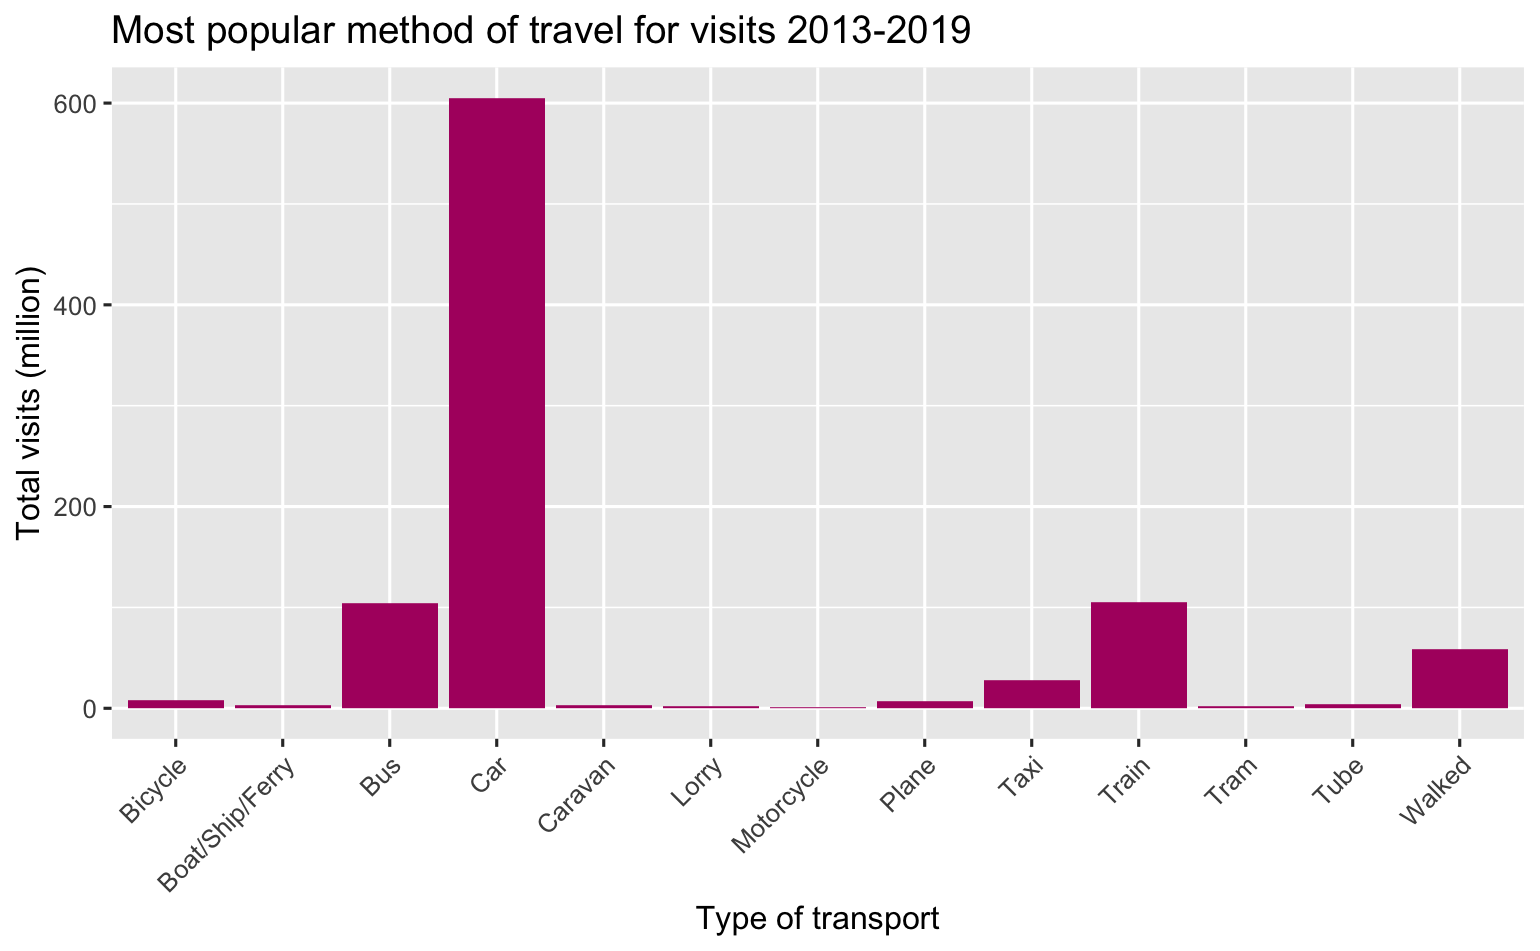 Most popular method of travel for visits 2013-2019
Total visits (million)
600
400
200
0
Bicycle
Boat/Ship/Ferry
Bus
Car
Caravan
Lorry
Motorcycle
Plane
Taxi
Train
Tram
Tube
Walked
Type of transport